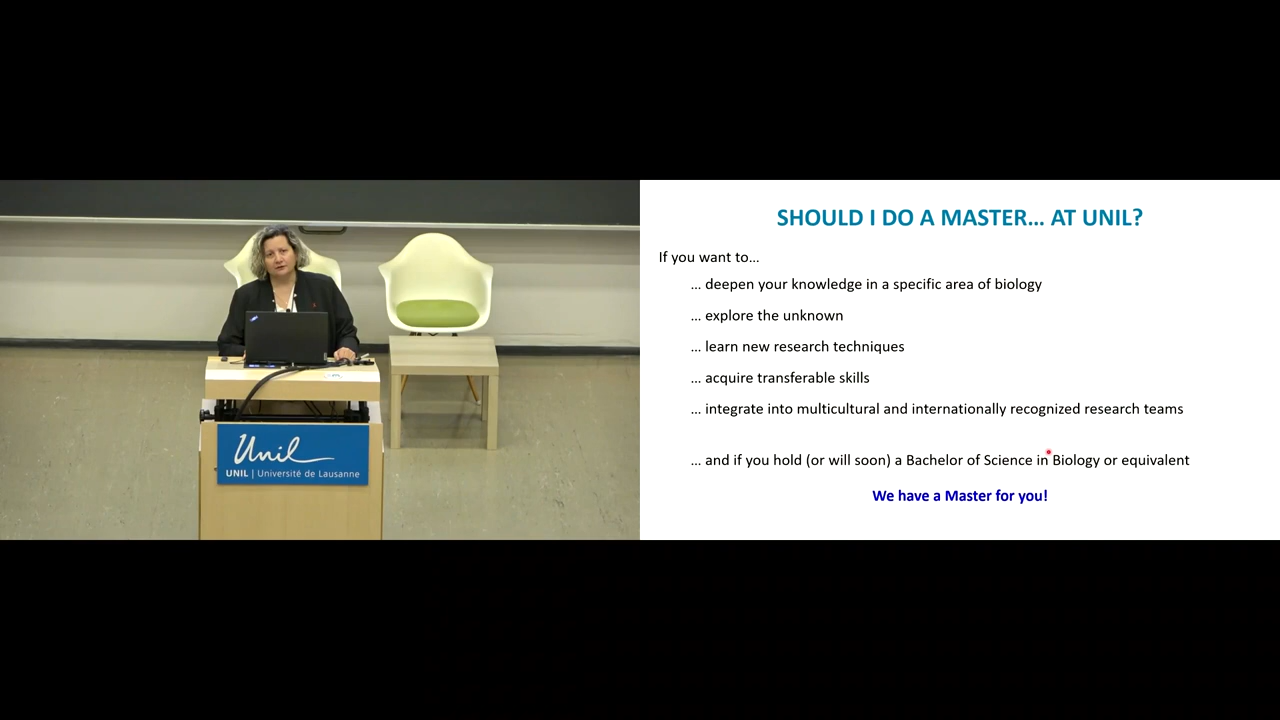 Unil
UNIL | Université de Lausanne
SHOULD I DO A MASTER... AT UNIL?
If you want to...
... deepen your knowledge in a specific area of biology
... explore the unknown
... learn new research techniques
... acquire transferable skills
... integrate into multicultural and internationally recognized research teams
... and if you hold (or will soon) a Bachelor of Science in Biology or equivalent
We have a Master for you!